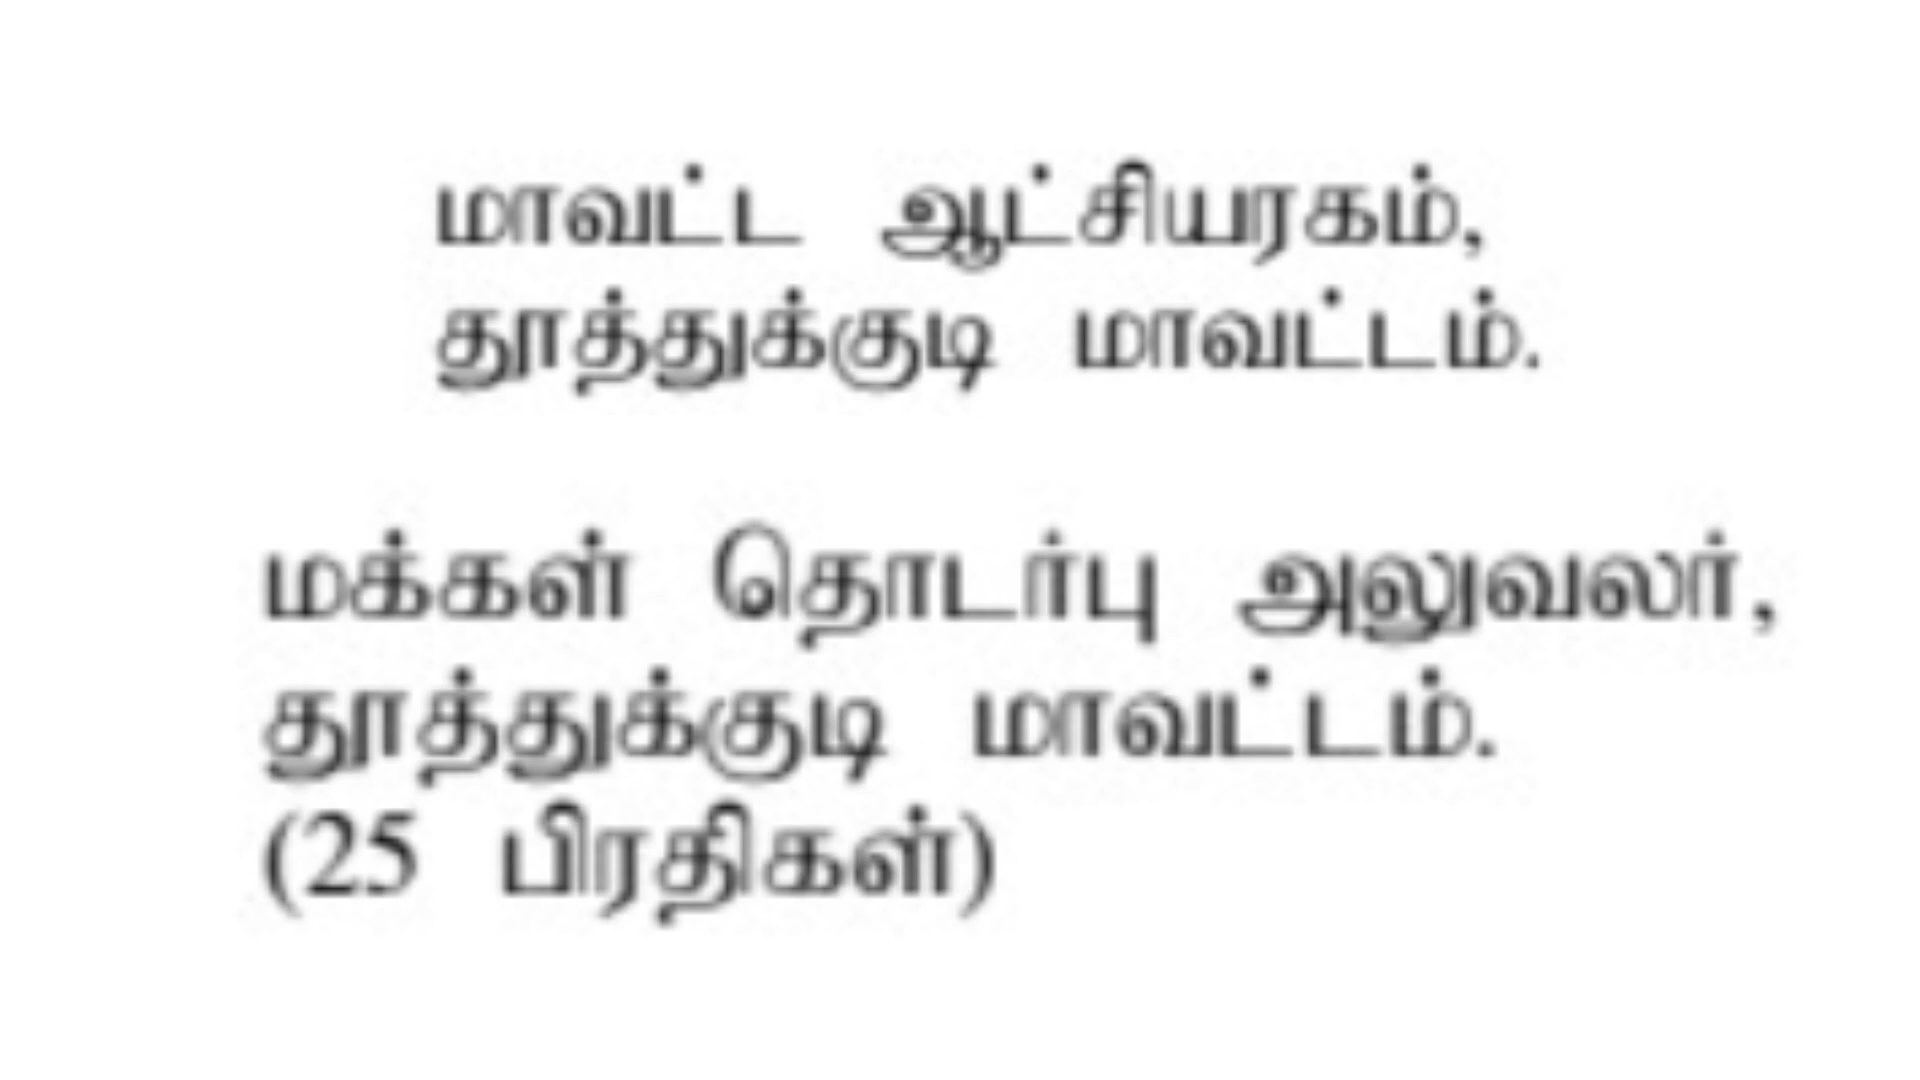 மாவட்ட ஆட்சியரகம்,
தூத்துக்குடி மாவட்டம்.
மக்கள் தொடர்பு அலுவலர்,
தூத்துக்குடி மாவட்டம்.
(25 பிரதிகள்)